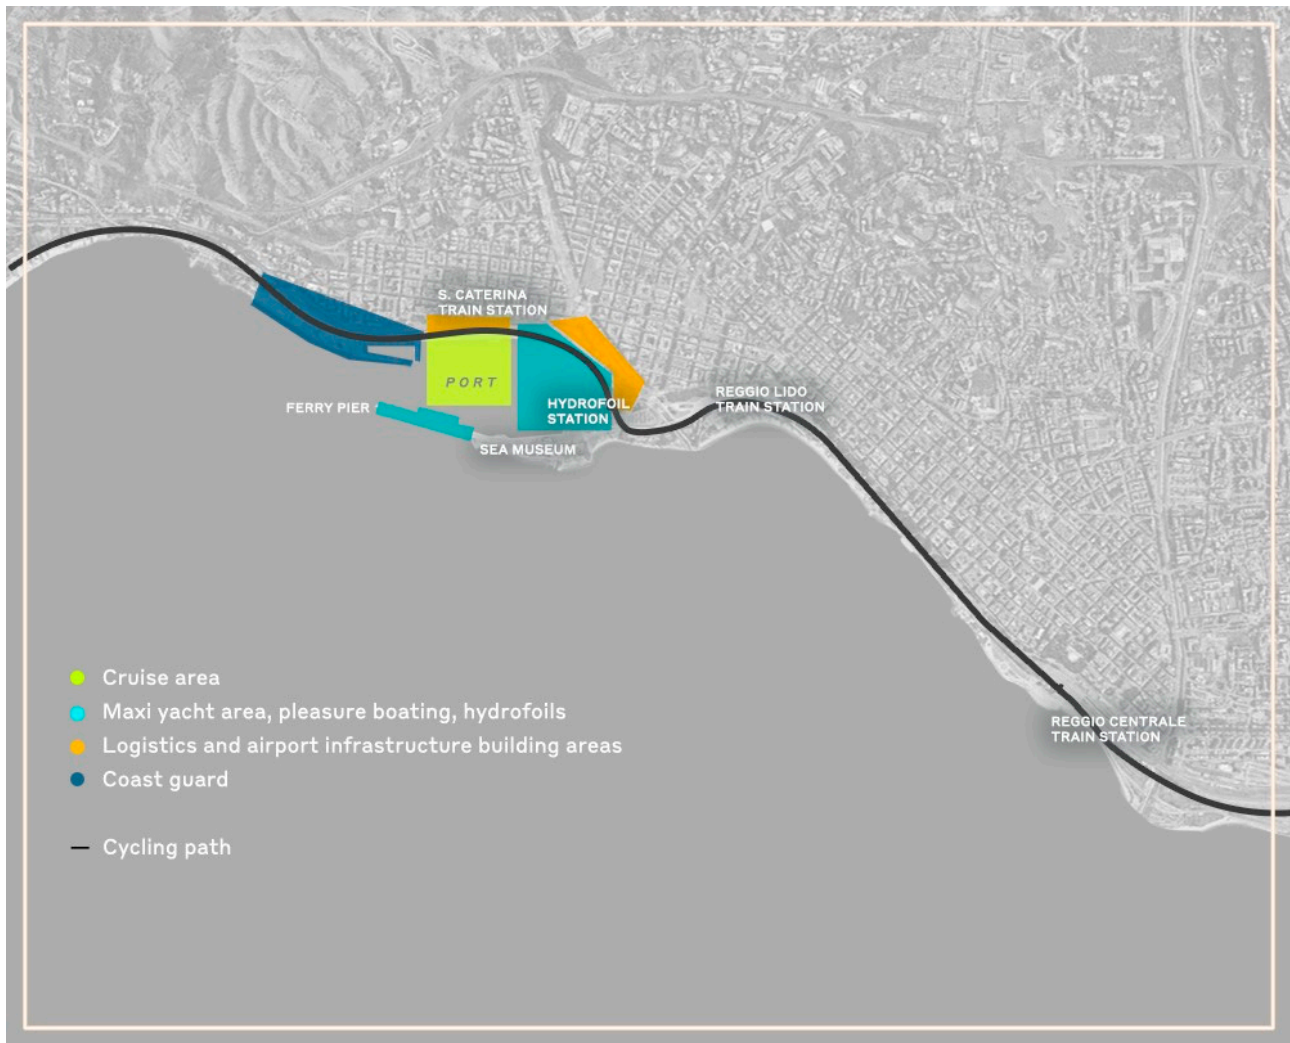 S. CATERINA
TRAIN STATION
PORT
FERRY PIER
HYDROFOIL
STATION
SEA MUSEUM
REGGIO LIDO
TRAIN STATION
REGGIO CENTRALE
TRAIN STATION
Cruise area
Maxi yacht area, pleasure boating, hydrofoils
Logistics and airport infrastructure building areas
Coast guard
Cycling path